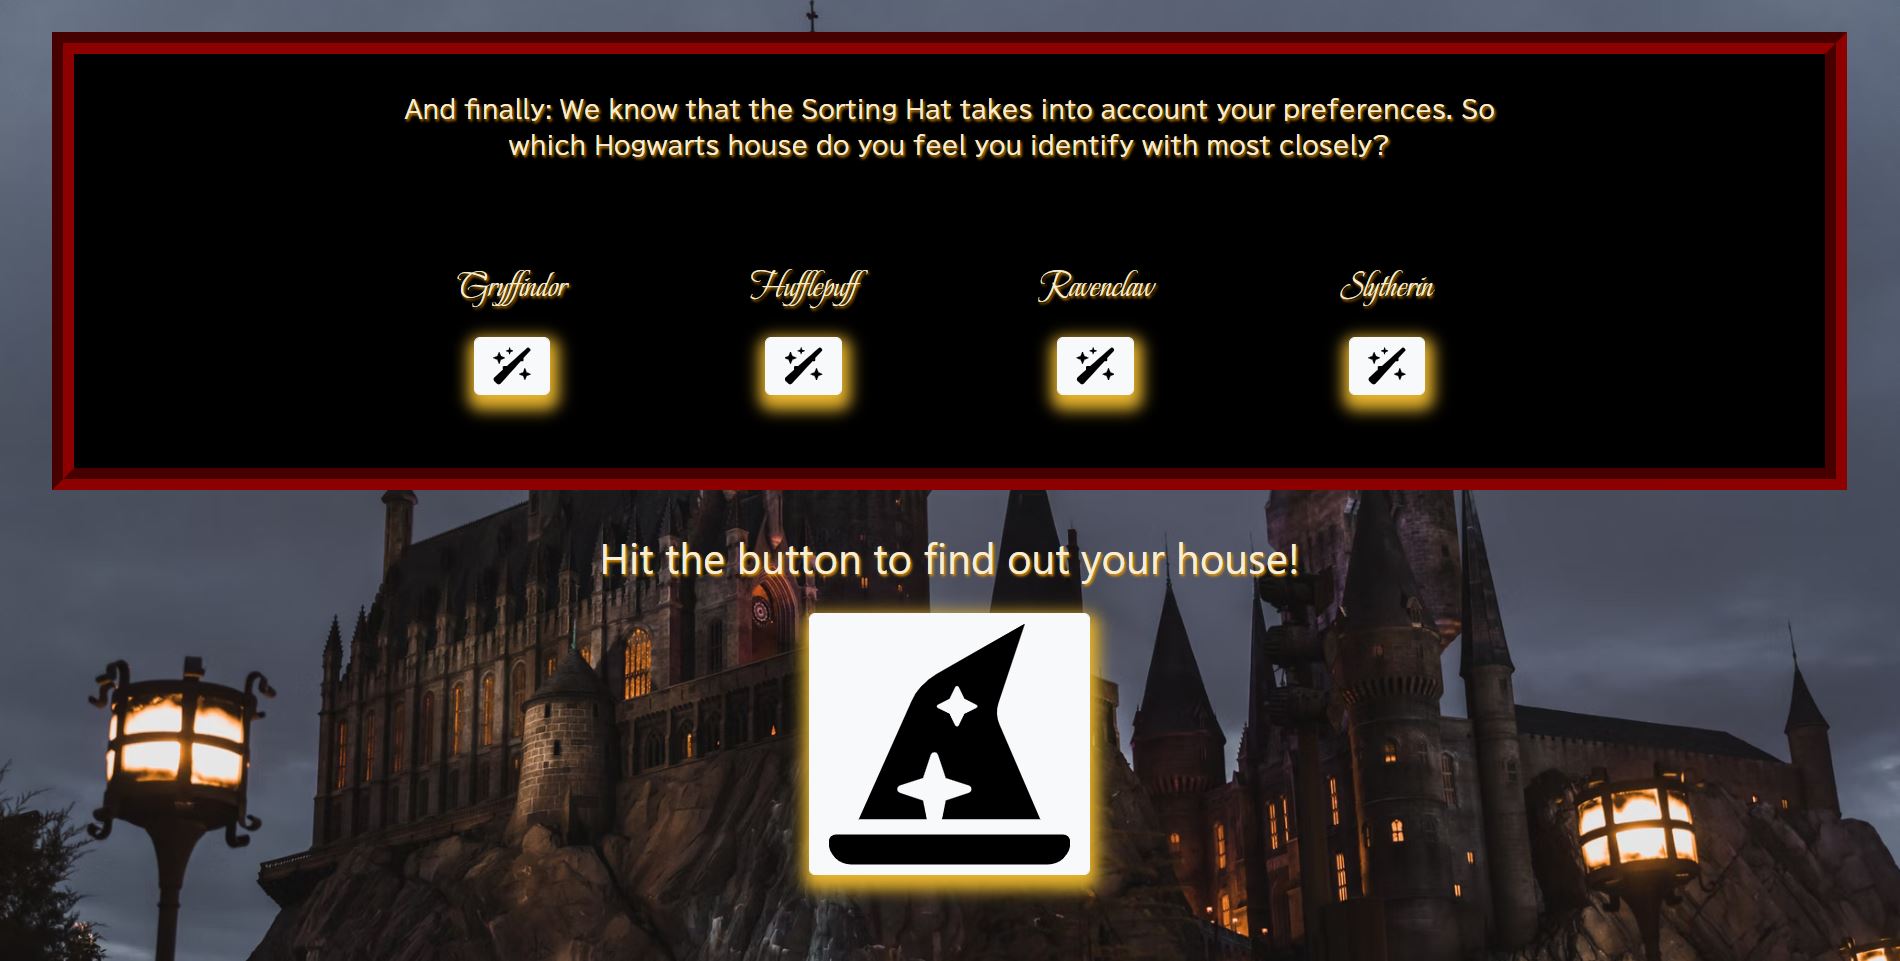 And finally: We know that the Sorting Hat takes into account your preferences. So
which Hogwarts house do you feel you identify with most closely?
Gryffindor Hufflepuff Ravenclaw Slytherin
Hit the button to find out your house!